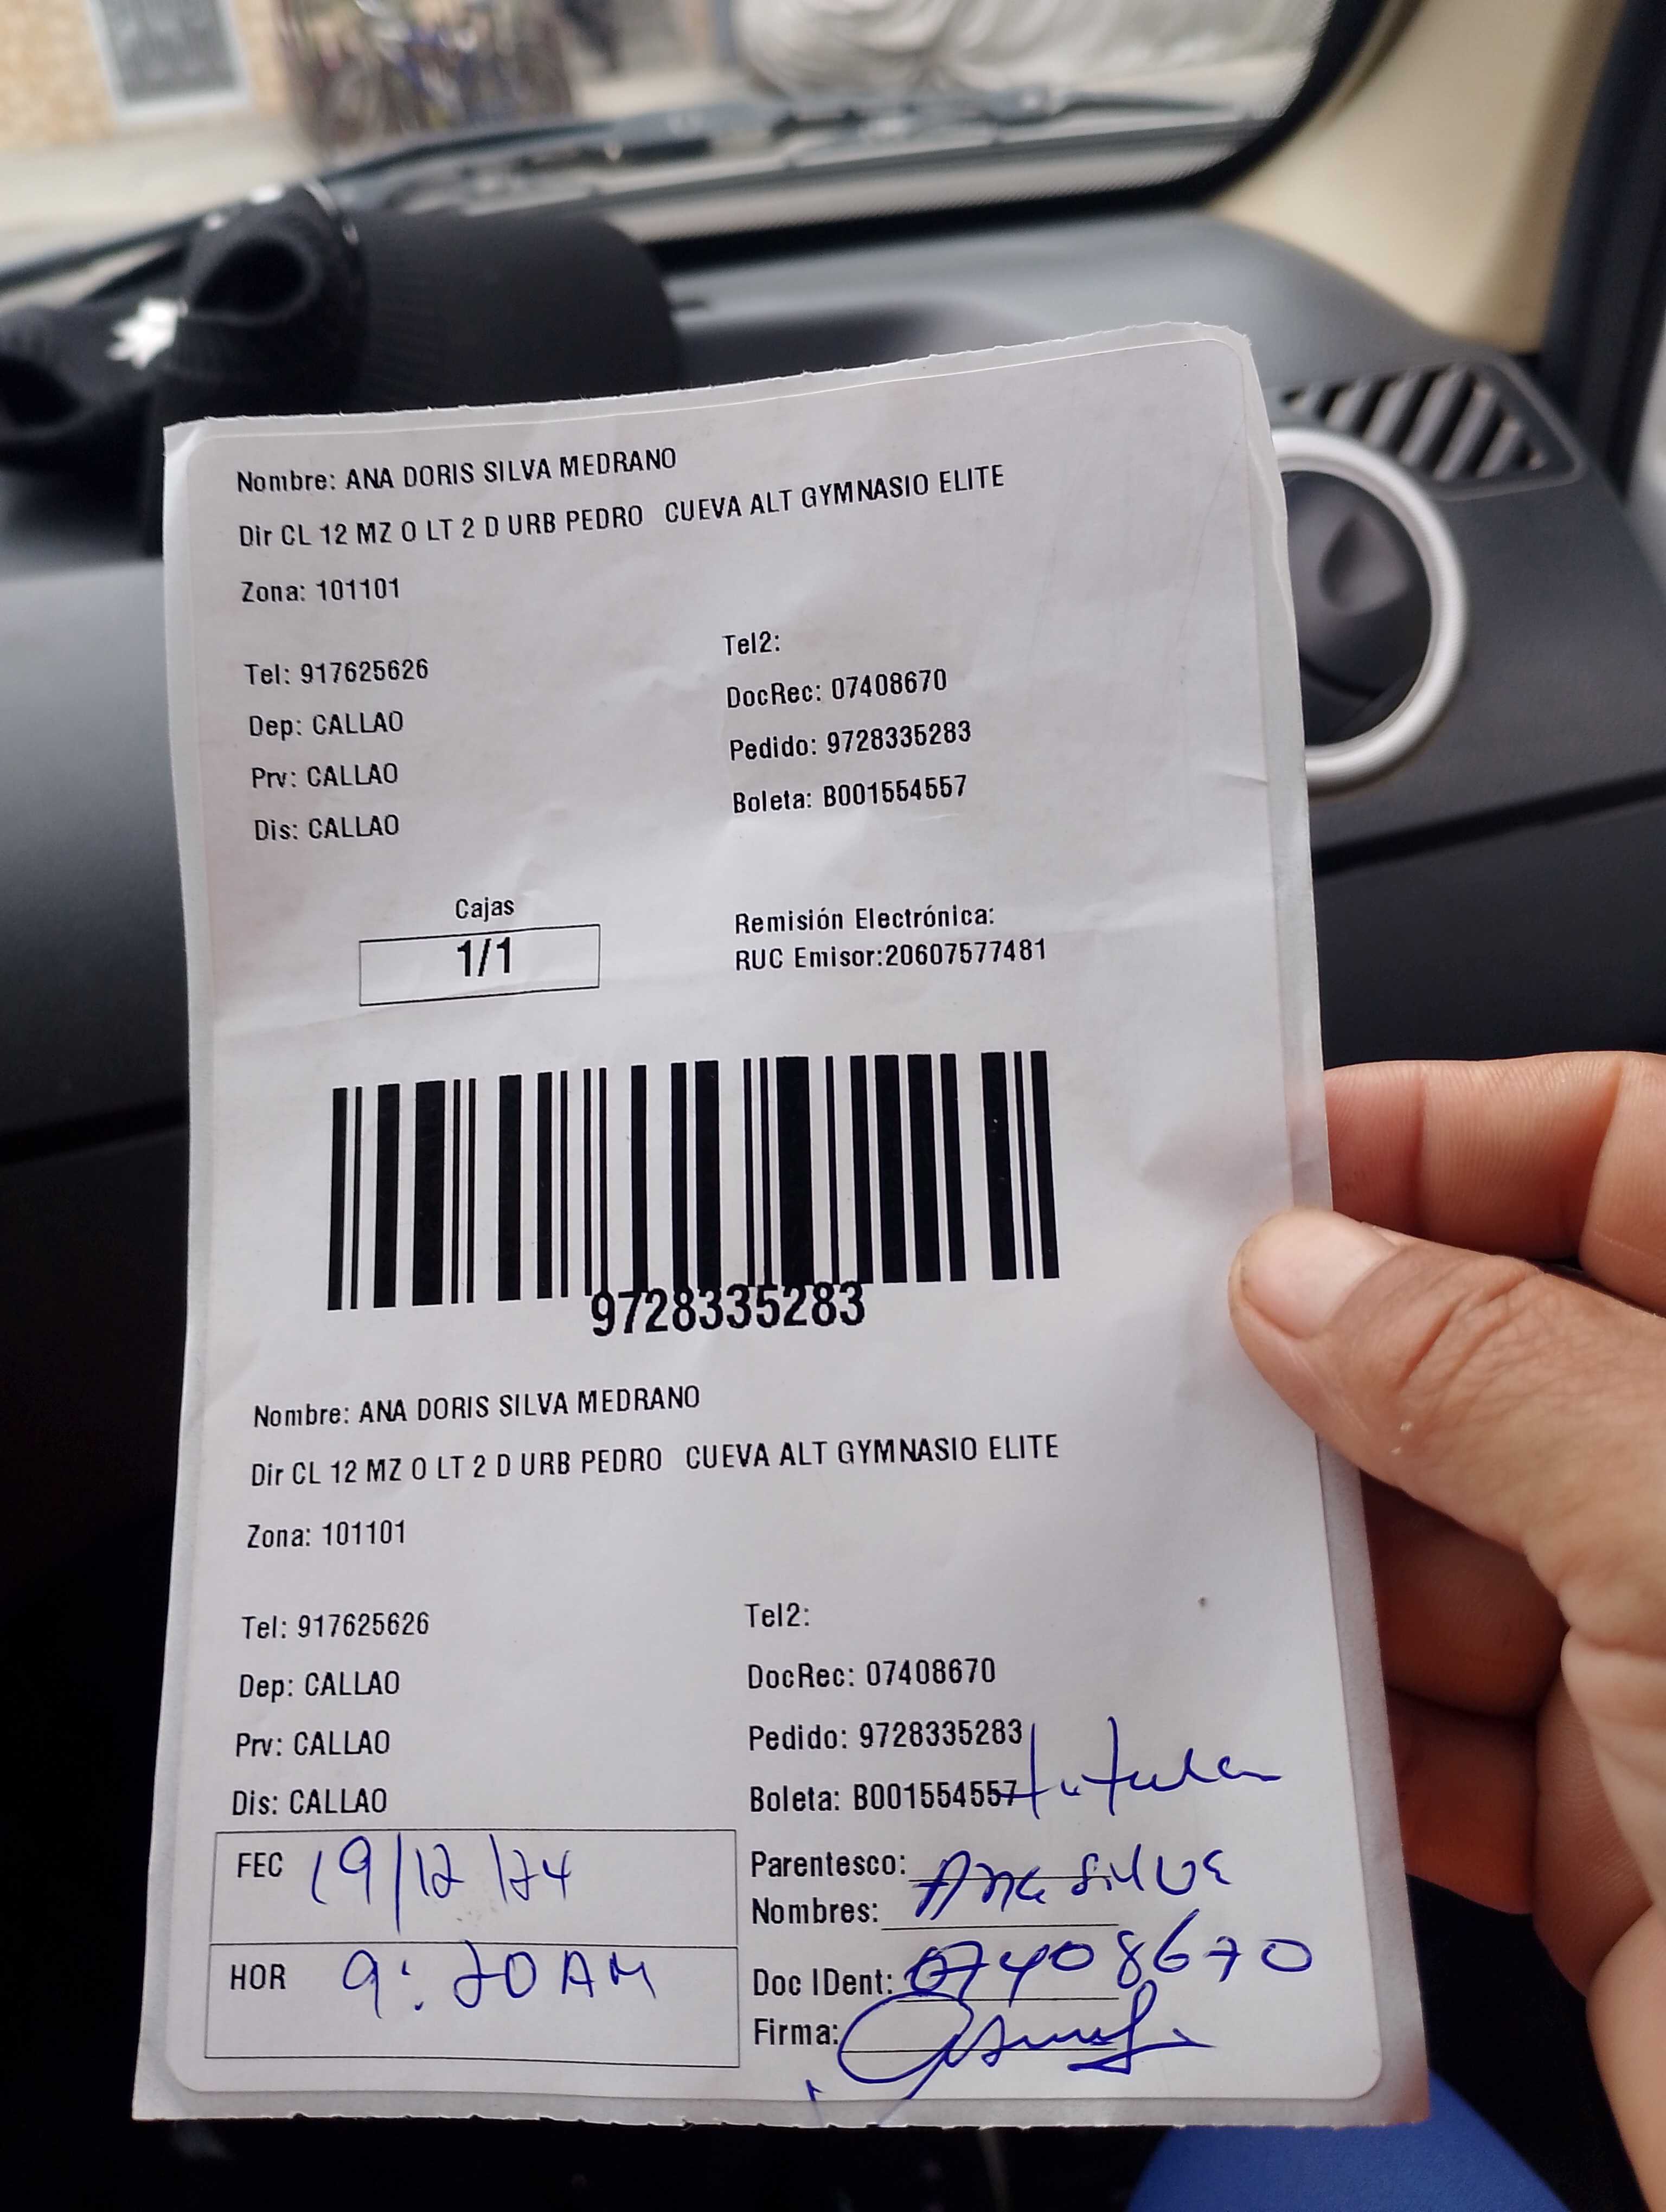 Nombre: ANA DORIS SILVA MEDRANO
Dir CL 12 MZ O LT 2 D URB PEDRO CUEVA ALT GYMNASIO ELITE
Zona: 101101
Tel: 917625626
Tel2:
Dep: CALLAO
DocRec: 07408670
Prv: CALLAO
Pedido: 9728335283
Dis: CALLAO
Boleta: B001554557
Cajas
1/1
Remisión Electrónica:
RUC Emisor:20607577481
9728335283
Nombre: ANA DORIS SILVA MEDRANO
Dir CL 12 MZ O LT 2 D URB PEDRO CUEVA ALT GYMNASIO ELITE
Zona: 101101
Tel: 917625626
Tel2:
Dep: CALLAO
DocRec: 07408670
Prv: CALLAO
Pedido: 9728335283
Dis: CALLAO
Boleta: B001554557
titular
FEC 19/12/24
Parentesco:
Nombres: Ana Silva
HOR 9:20 AM
Doc IDent: 07408670
Firma: